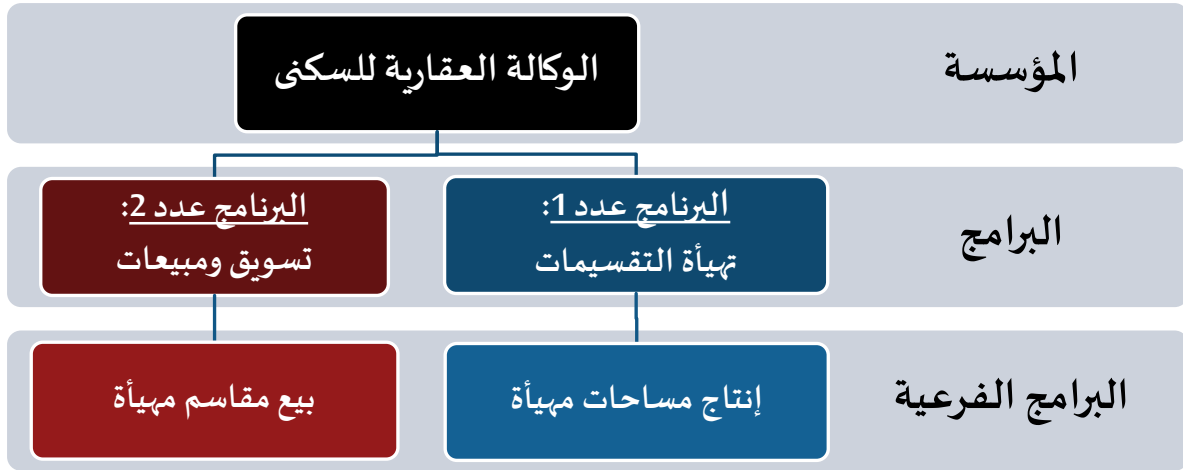 المؤسسة
الوكالة العقارية للسكنى
البرامج
البرنامج عدد 1:
تهيأة التقسيمات
البرنامج عدد 2:
تسويق ومبيعات
البرامج الفرعية
إنتاج مساحات مهيأة
بيع مقاسم مهيأة